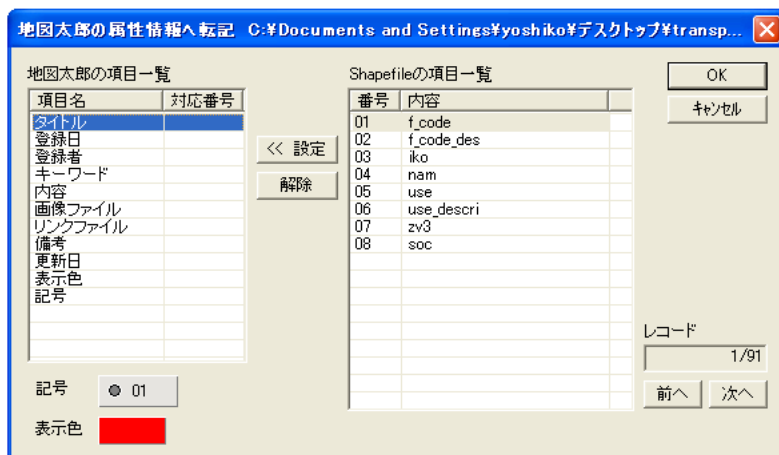 地図太郎の属性情報へ転記 C:¥Documents and Settings¥yoshiko¥デスクトップ¥transp...
地図太郎の項目一覧
項目名 対応番号
タイトル
登録日
登録者
キーワード
内容
画像ファイル
リンクファイル
備考
更新日
表示色
記号
記号 01
表示色
<< 設定
解除
Shapefileの項目一覧
番号 内容
01 f_code
02 f_code_des
03 iko
04 nam
05 use
06 use_descri
07 zv3
08 soc
OK
キャンセル
レコード
1/91
前へ 次へ